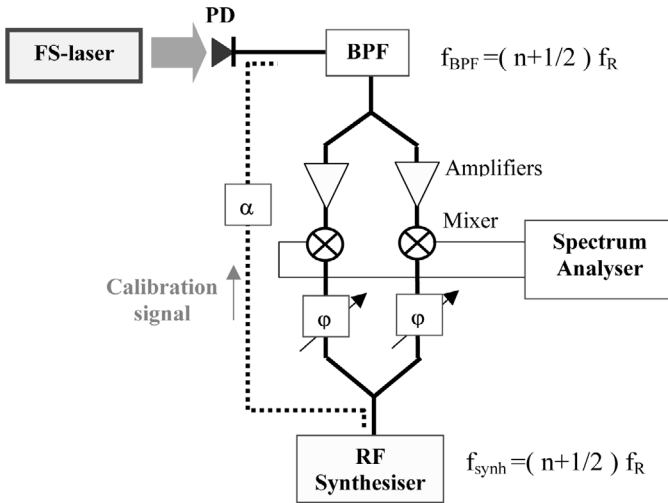 PD
FS-laser
BPF
f_BPF =( n+1/2 ) f_R
Amplifiers
α
Mixer
Spectrum
Analyser
Calibration
signal
φ
φ
RF
Synthesiser
f_synh =( n+1/2 ) f_R